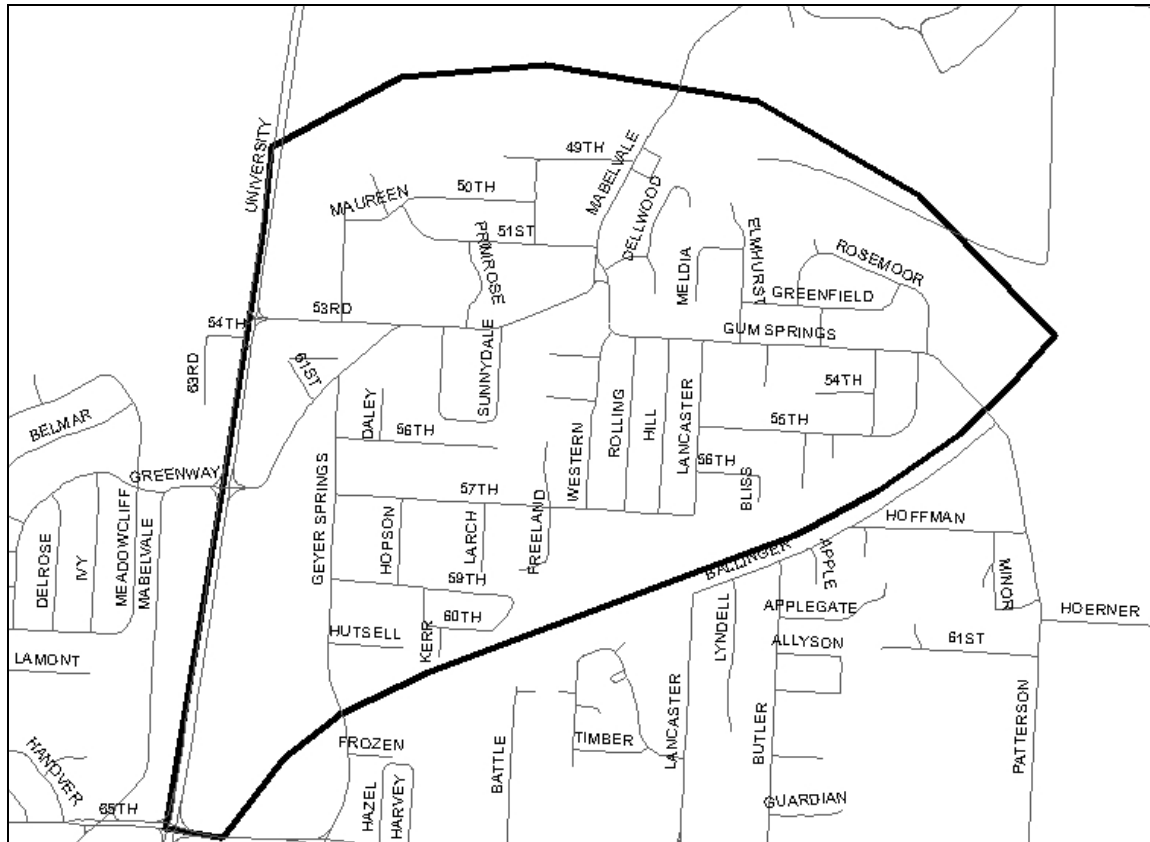 UNIVERSITY
49TH
MABELVALE
50TH
MAUREEN
DELLWOOD
51ST
PRIMROSE
ELMHURST
ROSEMOOR
MELDIA
GREENFIELD
53RD
54TH
GUM SPRINGS
63RD
61ST
SUNNYDALE
54TH
DALEY
BELMAR
56TH
WESTERN
ROLLING
HILL
LANCASTER
55TH
56TH
BLISS
GREENWAY
57TH
GEYER SPRINGS
HOPSON
LARCH
FREELAND
HOFFMAN
DELROSE
IVY
MEADOWCLIFF
MABELVALE
BALLINGER
APPLE
MINOR
59TH
60TH
KERR
HUTSELL
LYNDELL
APPLEGATE
HOERNER
ALLYSON
61ST
LAMONT
LANCASTER
BUTLER
PATTERSON
FROZEN
BATTLE
TIMBER
HANOVER
65TH
HAZEL
HARVEY
GUARDIAN